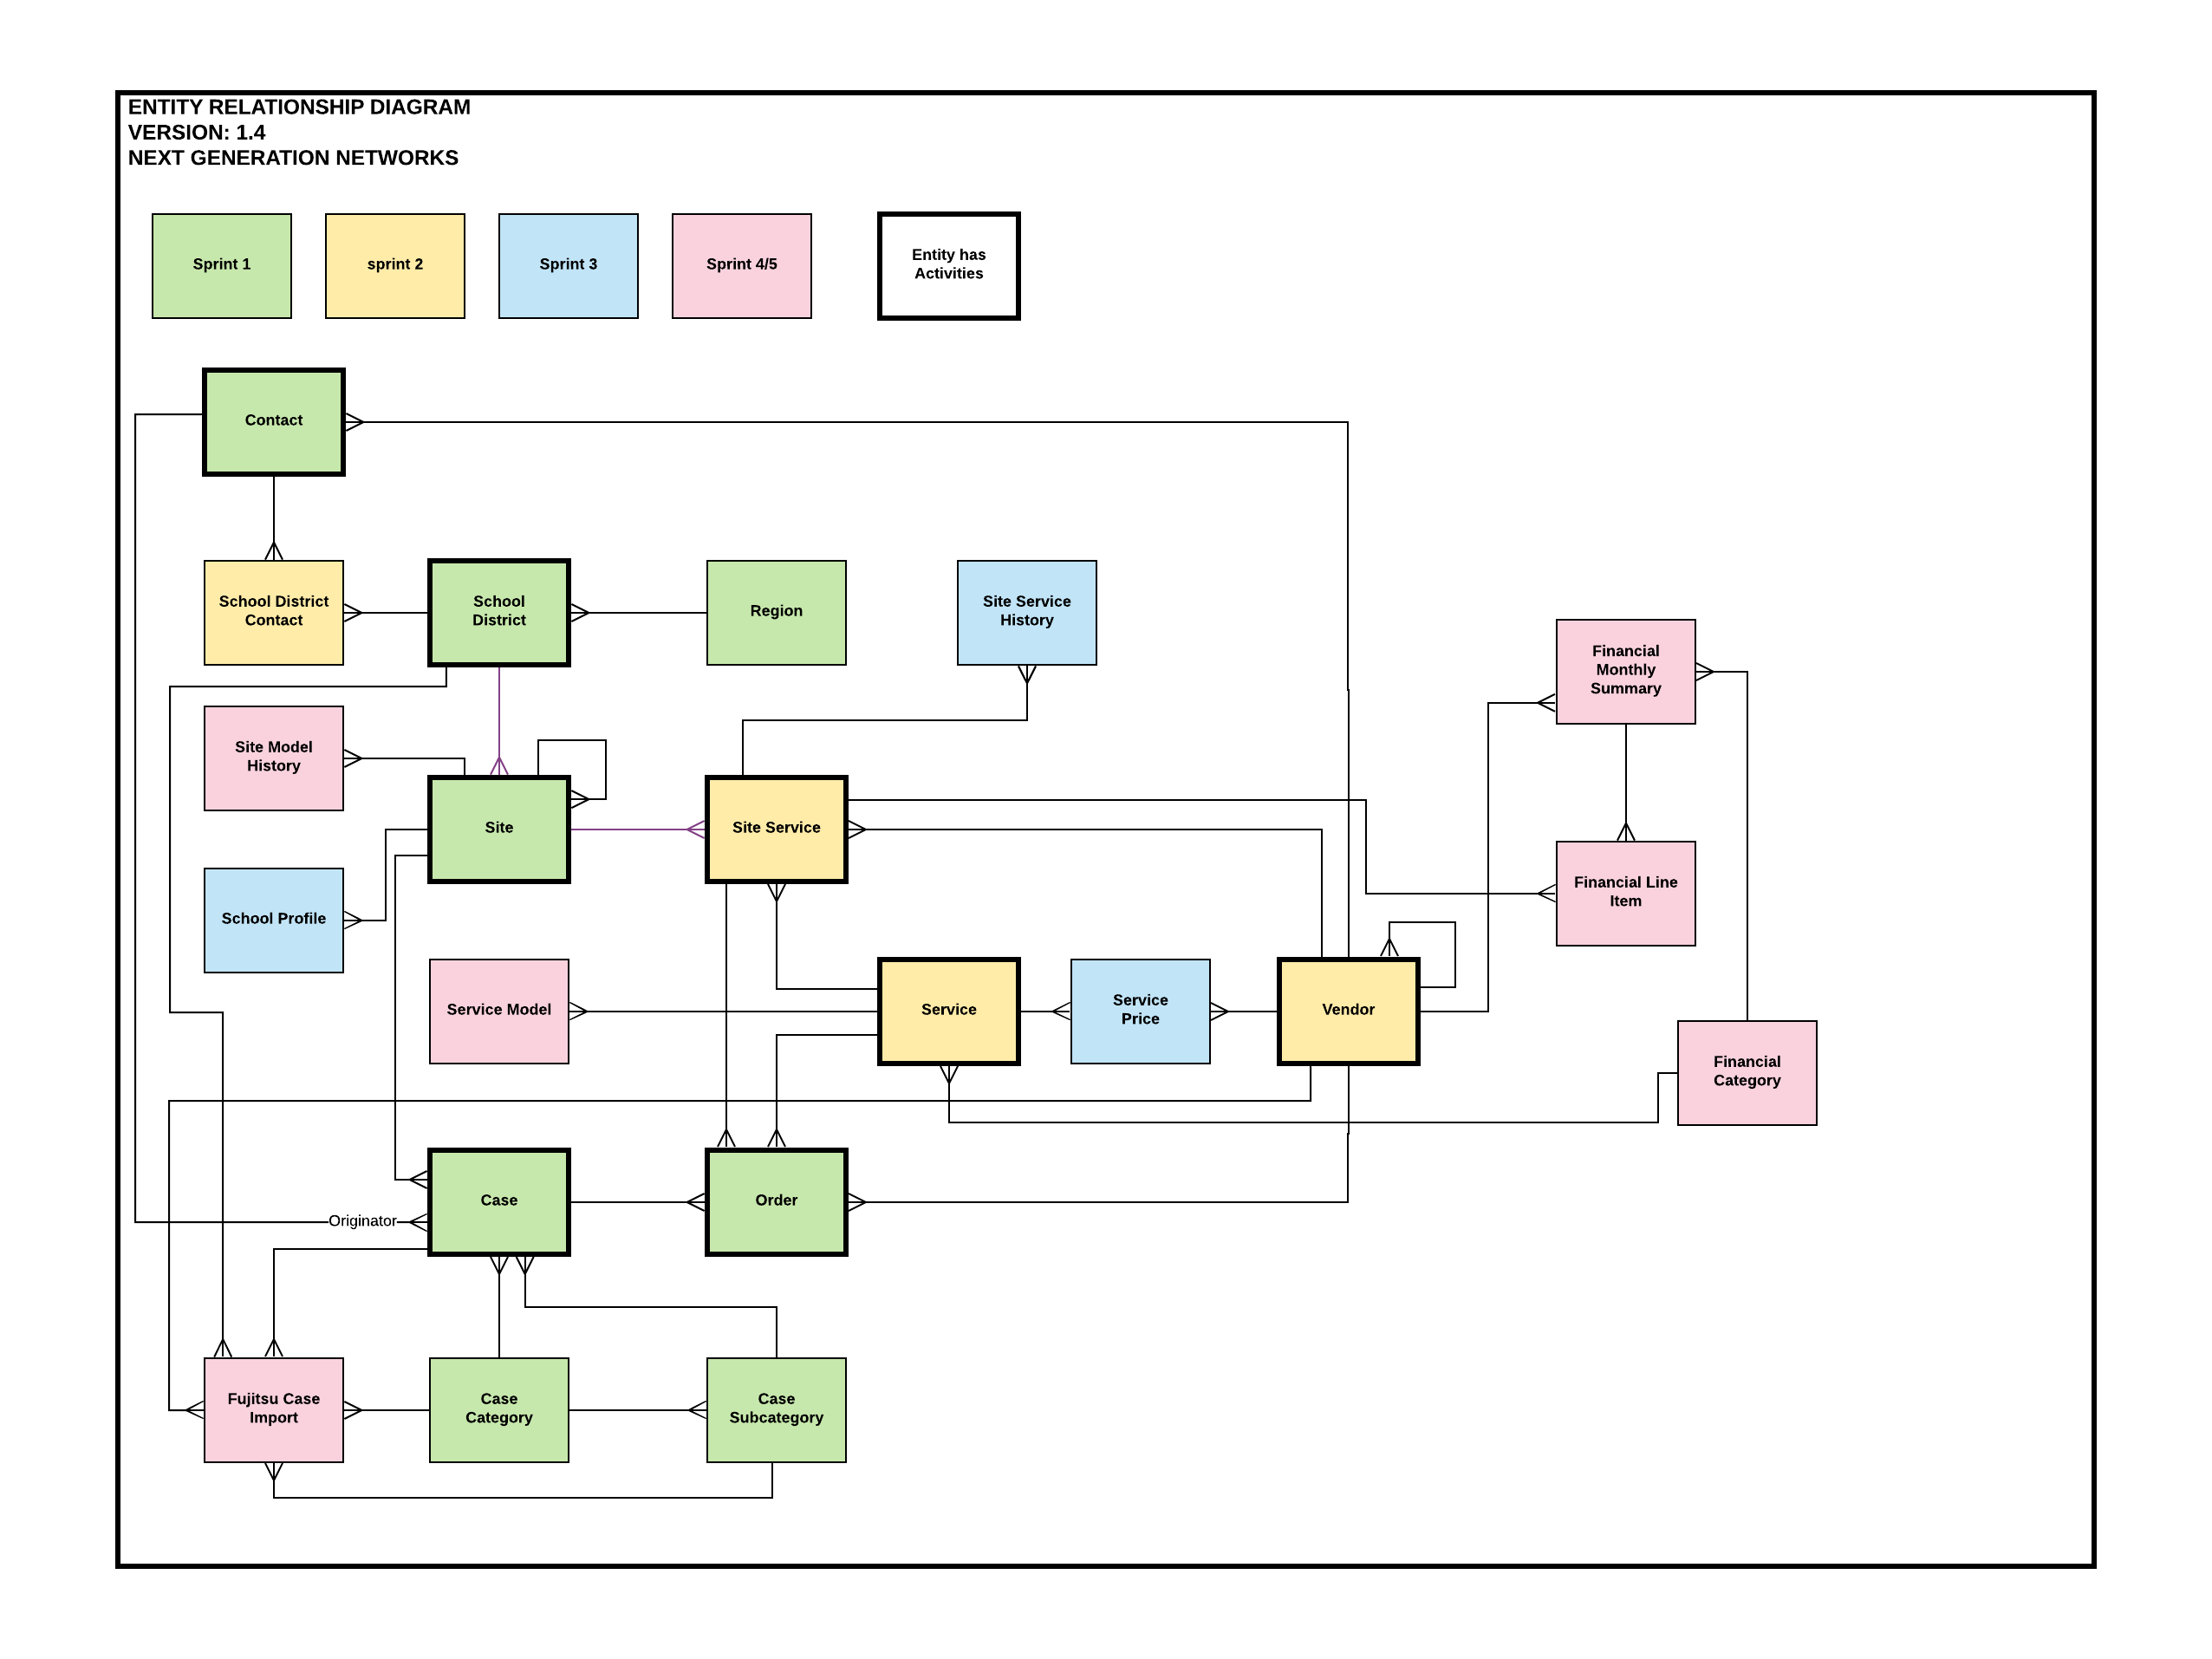 ENTITY RELATIONSHIP DIAGRAM
VERSION: 1.4
NEXT GENERATION NETWORKS
Sprint 1
sprint 2
Sprint 3
Sprint 4/5
Entity has
Activities
Contact
School District
Contact
School
District
Region
Site Service
History
Financial
Monthly
Summary
Site Model
History
Site
Site Service
School Profile
Financial Line
Item
Service Model
Service
Service
Price
Vendor
Financial
Category
Case
Order
Originator
Fujitsu Case
Import
Case
Category
Case
Subcategory